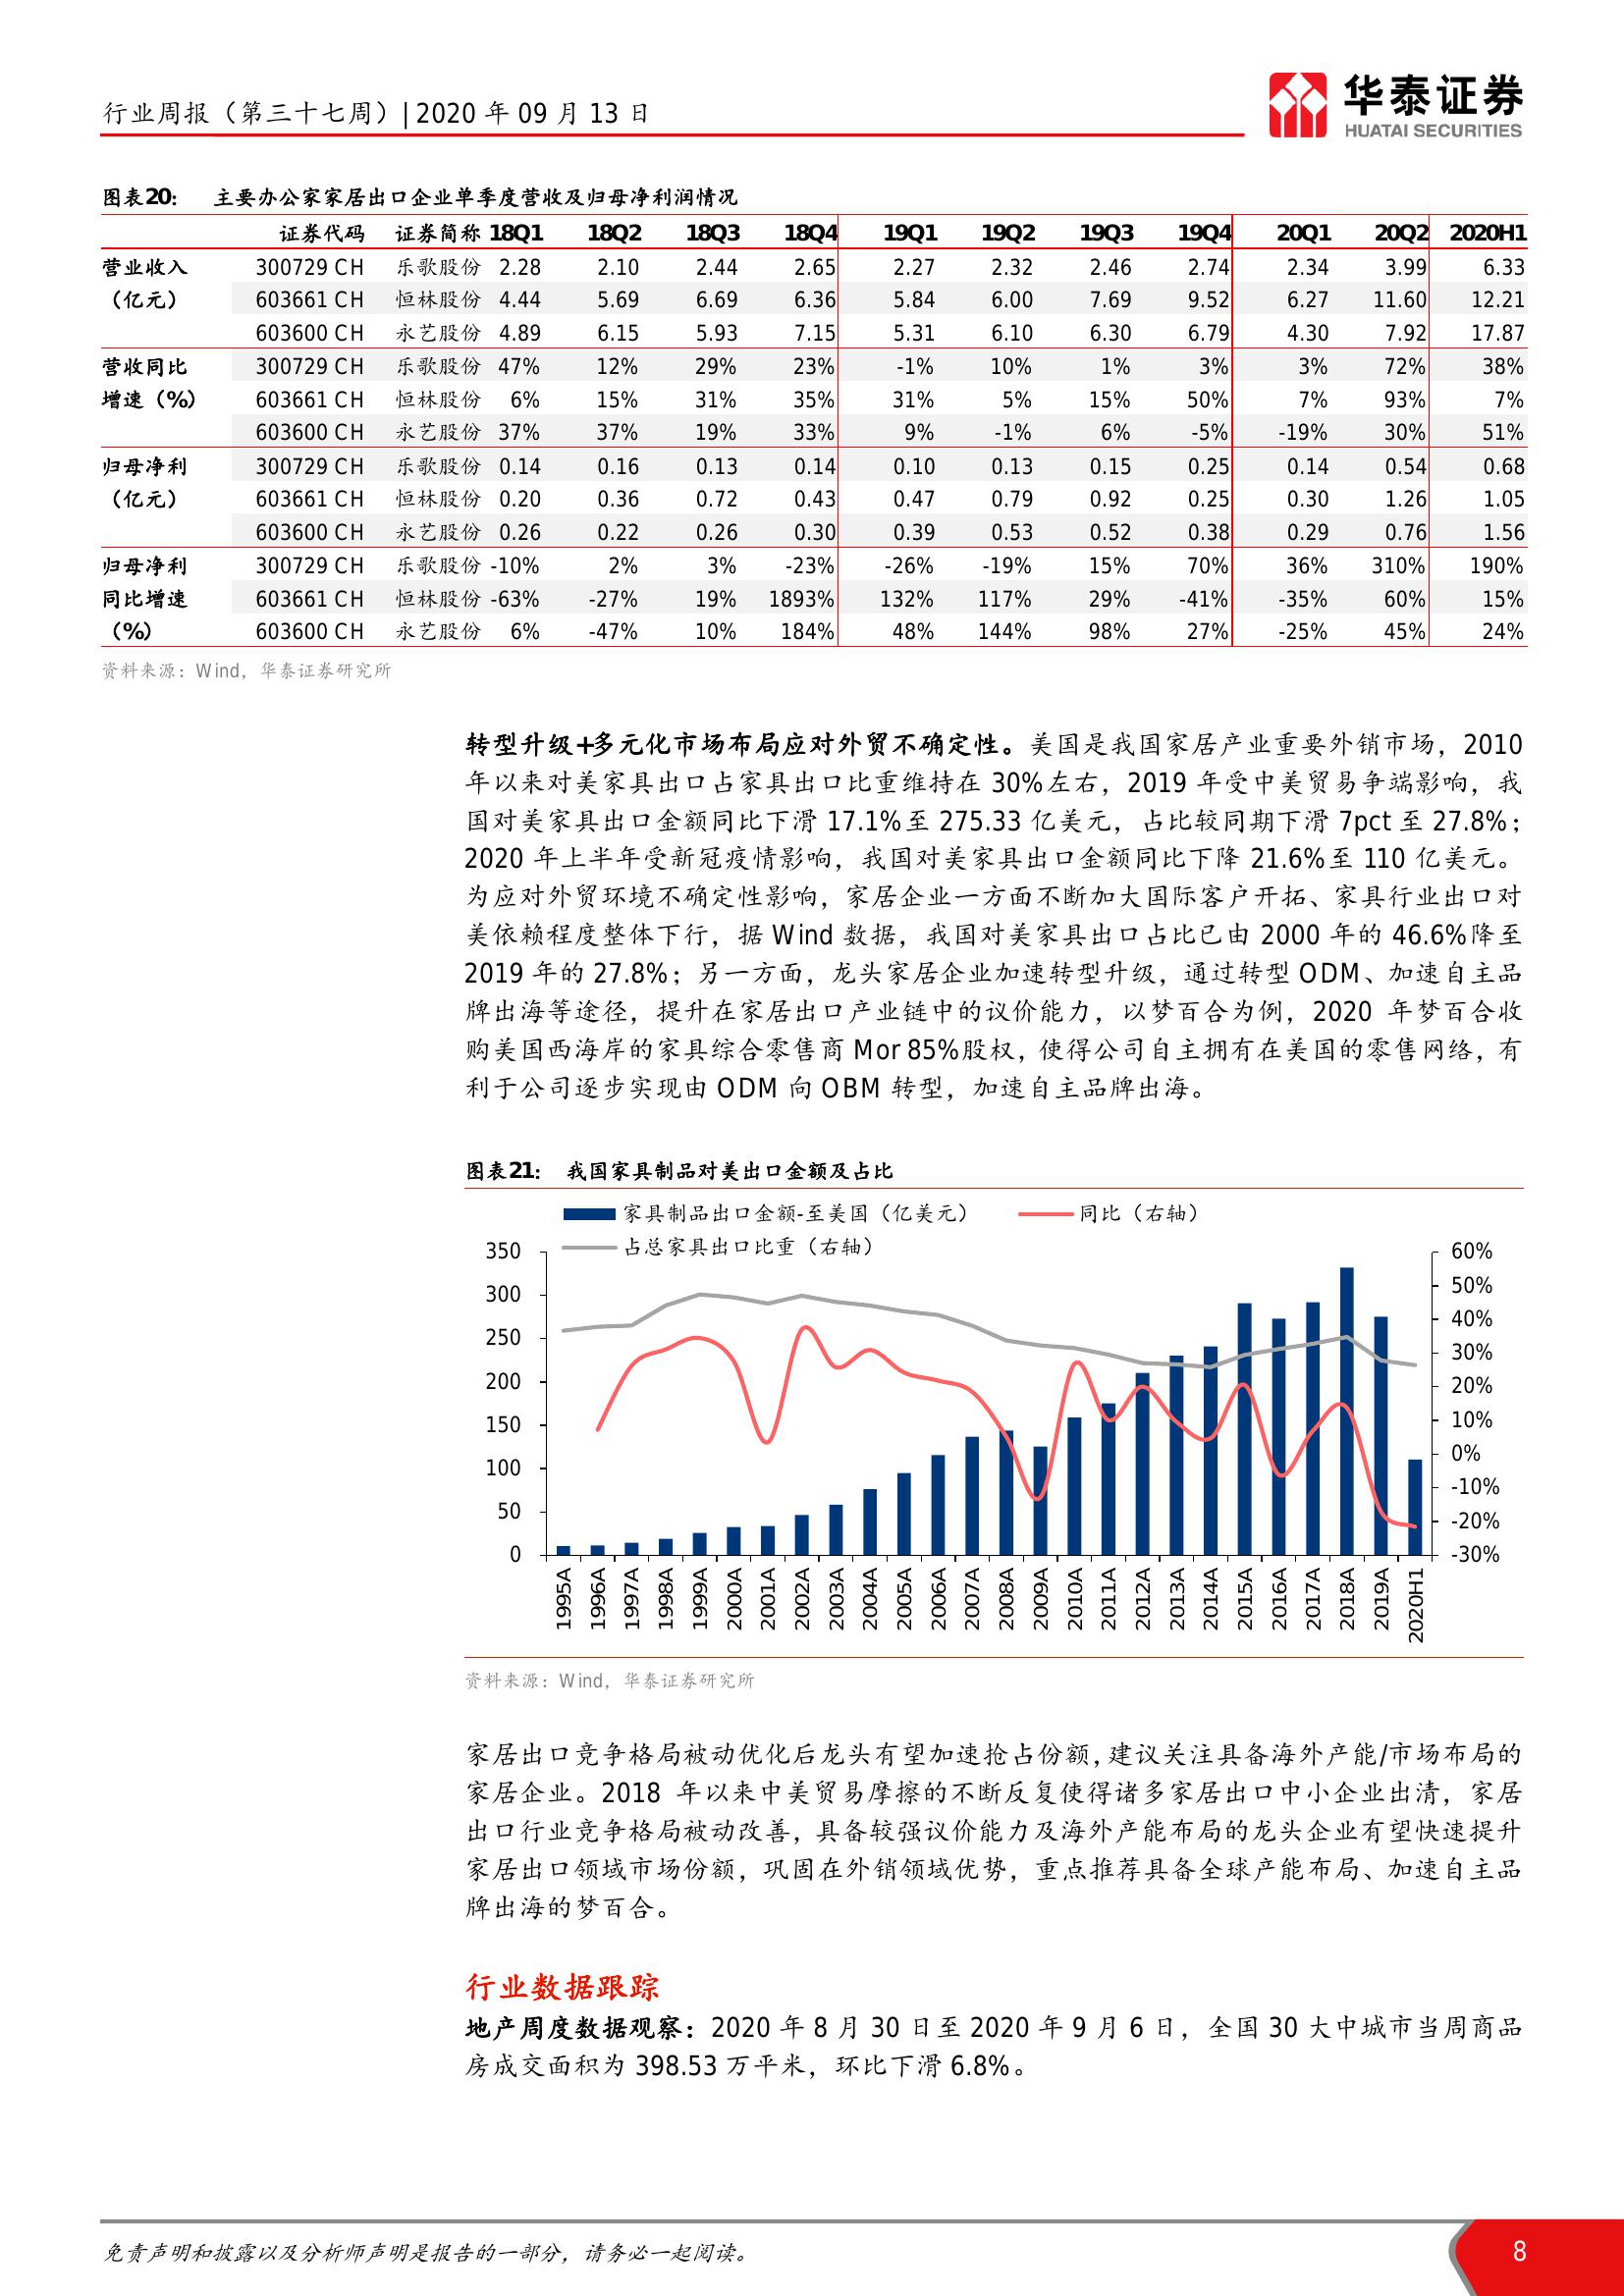 行业周报（第三十七周）| 2020 年 09 月 13 日
华泰证券
HUATAI SECURITIES
图表20： 主要办公家家居出口企业单季度营收及归母净利润情况
证券代码 证券简称 18Q1 18Q2 18Q3 18Q4 19Q1 19Q2 19Q3 19Q4 20Q1 20Q2 2020H1
营业收入 300729 CH 乐歌股份 2.28 2.10 2.44 2.65 2.27 2.32 2.46 2.74 2.34 3.99 6.33
（亿元） 603661 CH 恒林股份 4.44 5.69 6.69 6.36 5.84 6.00 7.69 9.52 6.27 11.60 12.21
603600 CH 永艺股份 4.89 6.15 5.93 7.15 5.31 6.10 6.30 6.79 4.30 7.92 17.87
营收同比 300729 CH 乐歌股份 47% 12% 29% 23% -1% 10% 1% 3% 3% 72% 38%
增速（%） 603661 CH 恒林股份 6% 15% 31% 35% 31% 5% 15% 50% 7% 93% 7%
603600 CH 永艺股份 37% 37% 19% 33% 9% -1% 6% -5% -19% 30% 51%
归母净利 300729 CH 乐歌股份 0.14 0.16 0.13 0.14 0.10 0.13 0.15 0.25 0.14 0.54 0.68
（亿元） 603661 CH 恒林股份 0.20 0.36 0.72 0.43 0.47 0.79 0.92 0.25 0.30 1.26 1.05
603600 CH 永艺股份 0.26 0.22 0.26 0.30 0.39 0.53 0.52 0.38 0.29 0.76 1.56
归母净利 300729 CH 乐歌股份 -10% 2% 3% -23% -26% -19% 15% 70% 36% 310% 190%
同比增速 603661 CH 恒林股份 -63% -27% 19% 1893% 132% 117% 29% -41% -35% 60% 15%
（%） 603600 CH 永艺股份 6% -47% 10% 184% 48% 144% 98% 27% -25% 45% 24%
资料来源：Wind，华泰证券研究所
转型升级+多元化市场布局应对外贸不确定性。美国是我国家居产业重要外销市场，2010
年以来对美家具出口占家具出口比重维持在 30%左右，2019 年受中美贸易争端影响，我
国对美家具出口金额同比下滑 17.1%至 275.33 亿美元，占比较同期下滑 7pct 至 27.8%；
2020 年上半年受新冠疫情影响，我国对美家具出口金额同比下降 21.6%至 110 亿美元。
为应对外贸环境不确定性影响，家居企业一方面不断加大国际客户开拓、家具行业出口对
美依赖程度整体下行，据 Wind 数据，我国对美家具出口占比已由 2000 年的 46.6%降至
2019 年的 27.8%；另一方面，龙头家居企业加速转型升级，通过转型 ODM、加速自主品
牌出海等途径，提升在家居出口产业链中的议价能力，以梦百合为例，2020 年梦百合收
购美国西海岸的家具综合零售商 Mor 85%股权，使得公司自主拥有在美国的零售网络，有
利于公司逐步实现由 ODM 向 OBM 转型，加速自主品牌出海。
图表21： 我国家具制品对美出口金额及占比
家具制品出口金额-至美国（亿美元） 同比（右轴）
占总家具出口比重（右轴）
350 60%
300 50%
250 40%
200 30%
150 20%
100 10%
50 0%
0 -10%
-20%
-30%
1995A 1996A 1997A 1998A 1999A 2000A 2001A 2002A 2003A 2004A 2005A 2006A 2007A 2008A 2009A 2010A 2011A 2012A 2013A 2014A 2015A 2016A 2017A 2018A 2019A 2020H1
资料来源：Wind，华泰证券研究所
家居出口竞争格局被动优化后龙头有望加速抢占份额，建议关注具备海外产能/市场布局的
家居企业。2018 年以来中美贸易摩擦的不断反复使得诸多家居出口中小企业出清，家居
出口行业竞争格局被动改善，具备较强议价能力及海外产能布局的龙头企业有望快速提升
家居出口领域市场份额，巩固在外销领域优势，重点推荐具备全球产能布局、加速自主品
牌出海的梦百合。
行业数据跟踪
地产周度数据观察：2020 年 8 月 30 日至 2020 年 9 月 6 日，全国 30 大中城市当周商品
房成交面积为 398.53 万平米，环比下滑 6.8%。
免责声明和披露以及分析师声明是报告的一部分，请务必一起阅读。
8